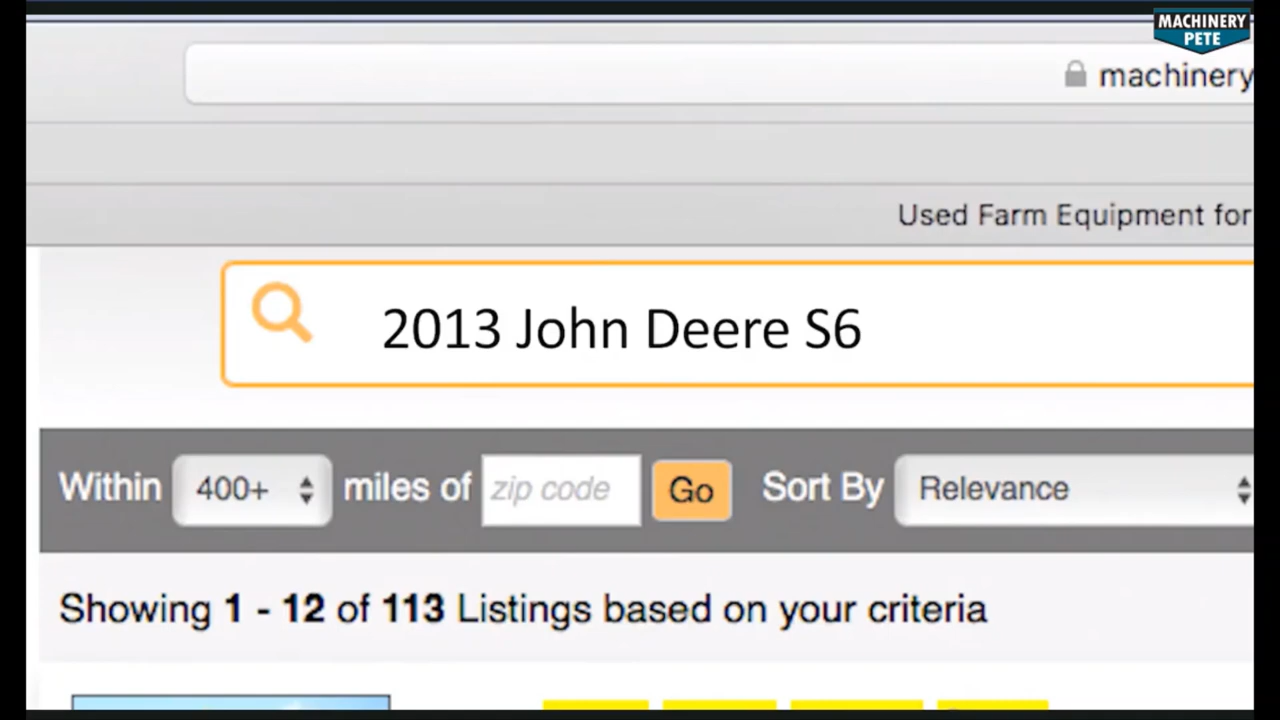 MACHINERY
PETE
machinery
Used Farm Equipment for
2013 John Deere S6
Within 400+ miles of zip code Go Sort By Relevance
Showing 1 - 12 of 113 Listings based on your criteria